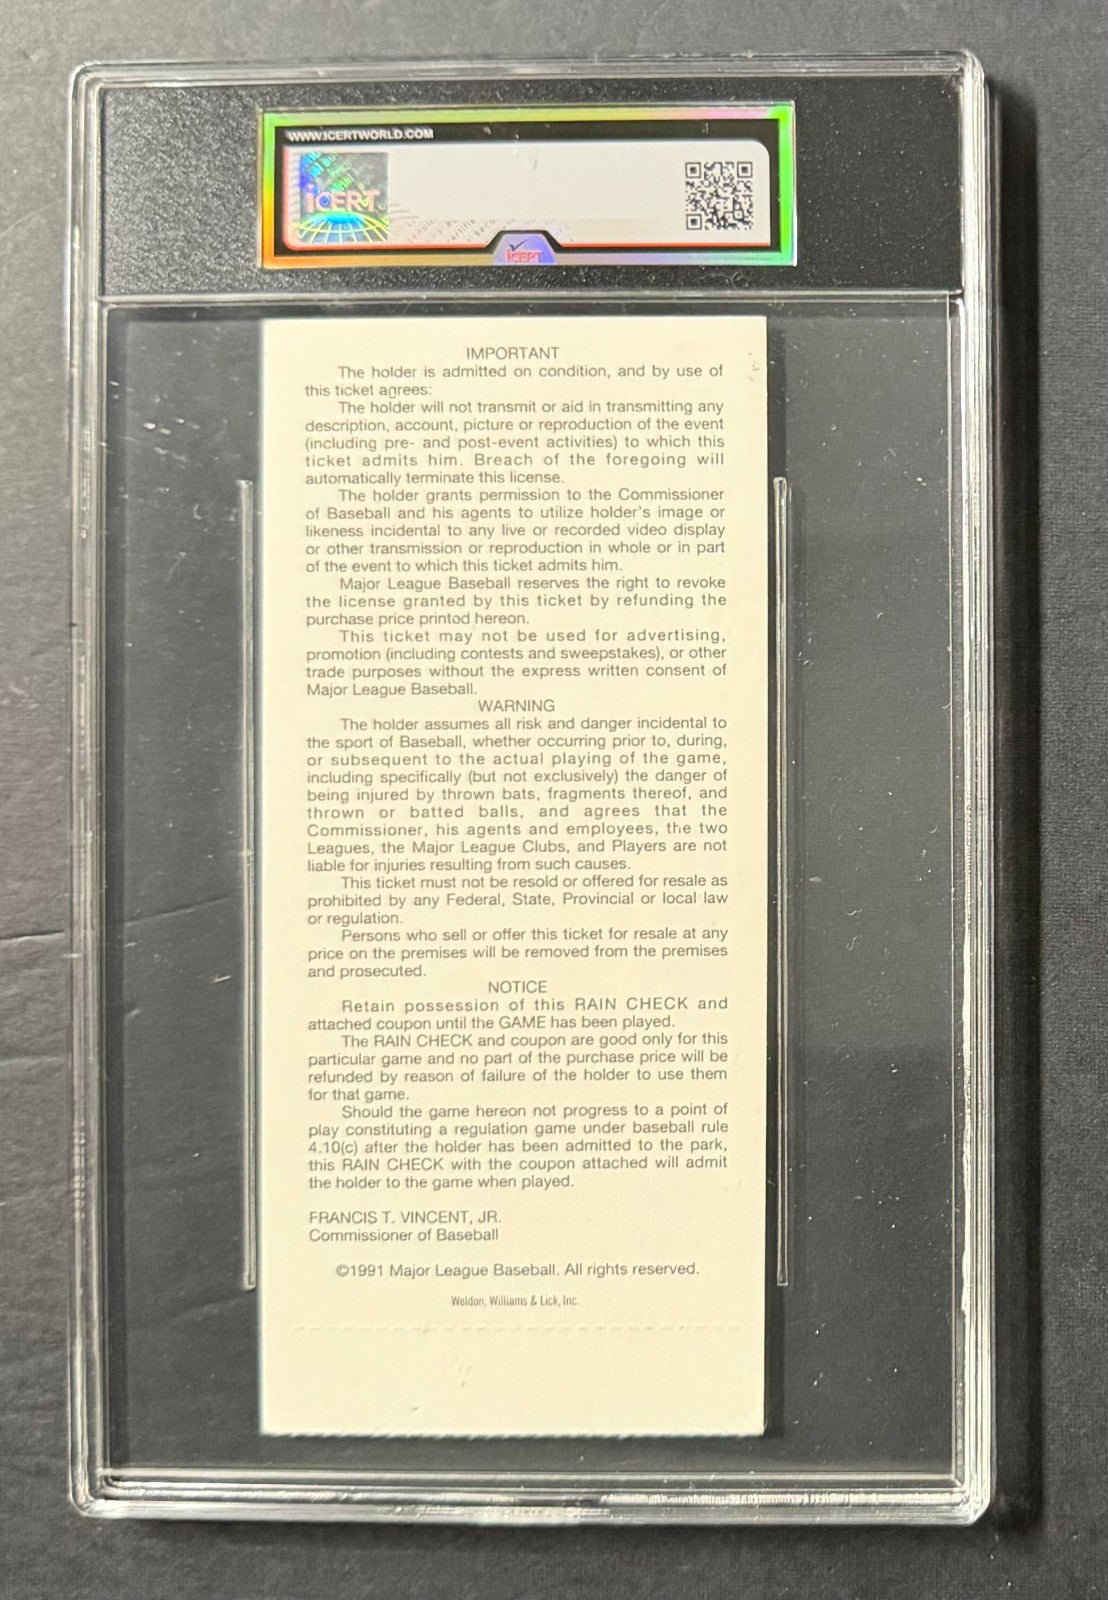 WWW.ICERTWORLD.COM
iCERT
iCERT
IMPORTANT
The holder is admitted on condition, and by use of
this ticket agrees:
The holder will not transmit or aid in transmitting any
description, account, picture or reproduction of the event
(including pre- and post-event activities) to which this
ticket admits him. Breach of the foregoing will
automatically terminate this license.
The holder grants permission to the Commissioner
of Baseball and his agents to utilize holder's image or
likeness incidental to any live or recorded video display
or other transmission or reproduction in whole or in part
of the event to which this ticket admits him.
Major League Baseball reserves the right to revoke
the license granted by this ticket by refunding the
purchase price printed hereon.
This ticket may not be used for advertising,
promotion (including contests and sweepstakes), or other
trade purposes without the express written consent of
Major League Baseball.
WARNING
The holder assumes all risk and danger incidental to
the sport of Baseball, whether occurring prior to, during,
or subsequent to the actual playing of the game,
including specifically (but not exclusively) the danger of
being injured by thrown bats, fragments thereof, and
thrown or batted balls, and agrees that the
Commissioner, his agents and employees, the two
Leagues, the Major League Clubs, and Players are not
liable for injuries resulting from such causes.
This ticket must not be resold or offered for resale as
prohibited by any Federal, State, Provincial or local law
or regulation.
Persons who sell or offer this ticket for resale at any
price on the premises will be removed from the premises
and prosecuted.
NOTICE
Retain possession of this RAIN CHECK and
attached coupon until the GAME has been played.
The RAIN CHECK and coupon are good only for this
particular game and no part of the purchase price will be
refunded by reason of failure of the holder to use them
for that game.
Should the game hereon not progress to a point of
play constituting a regulation game under baseball rule
4.10(c) after the holder has been admitted to the park,
this RAIN CHECK with the coupon attached will admit
the holder to the game when played.
FRANCIS T. VINCENT, JR.
Commissioner of Baseball
©1991 Major League Baseball. All rights reserved.
Weldon, Williams & Lick, Inc.